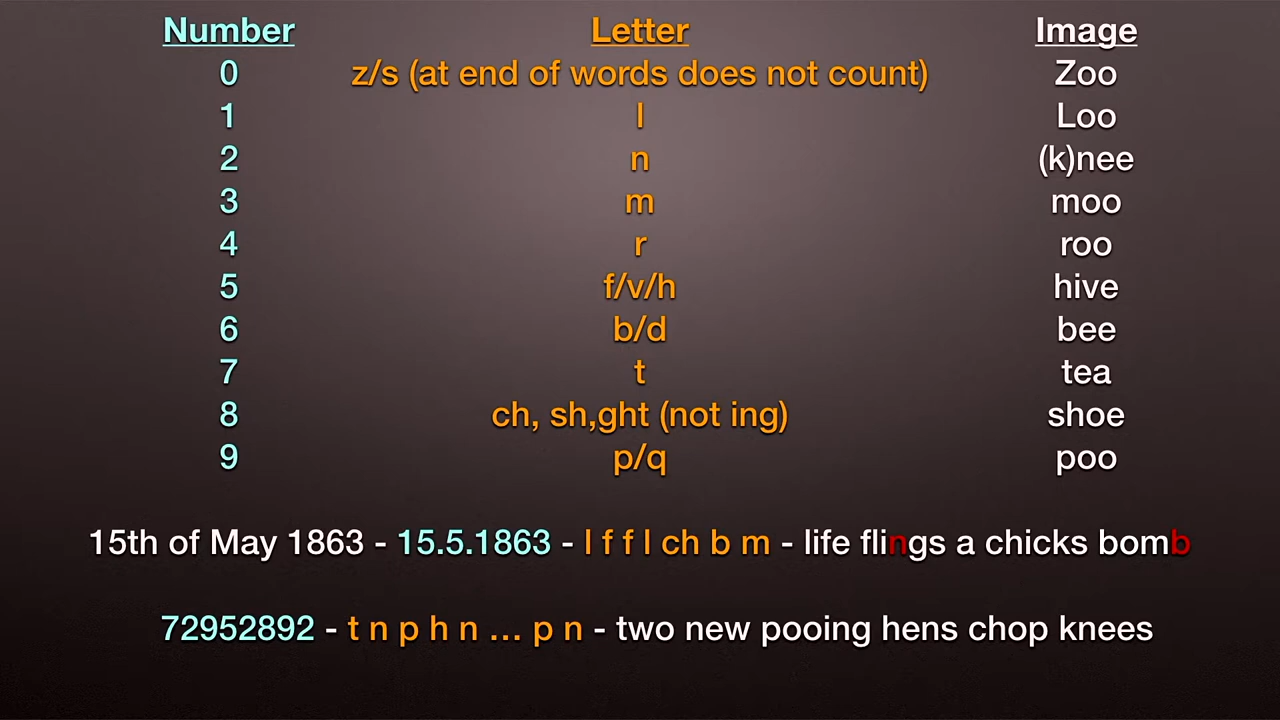 Number Letter Image
0 z/s (at end of words does not count) Zoo
1 l Loo
2 n (k)nee
3 m moo
4 r roo
5 f/v/h hive
6 b/d bee
7 t tea
8 ch, sh,ght (not ing) shoe
9 p/q poo
15th of May 1863 - 15.5.1863 - l f f l ch b m - life flings a chicks bomb
72952892 - t n p h n ... p n - two new pooing hens chop knees